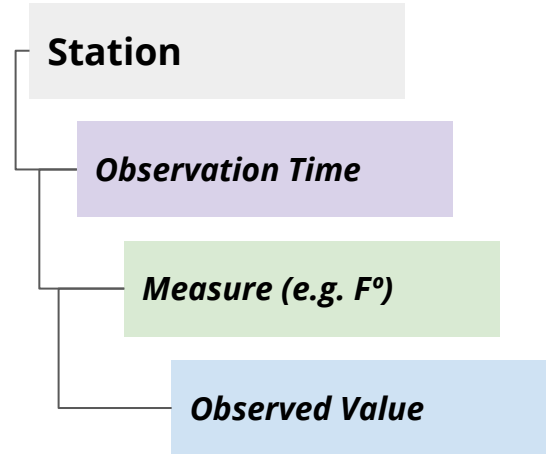 Station
Observation Time
Measure (e.g. Fº)
Observed Value